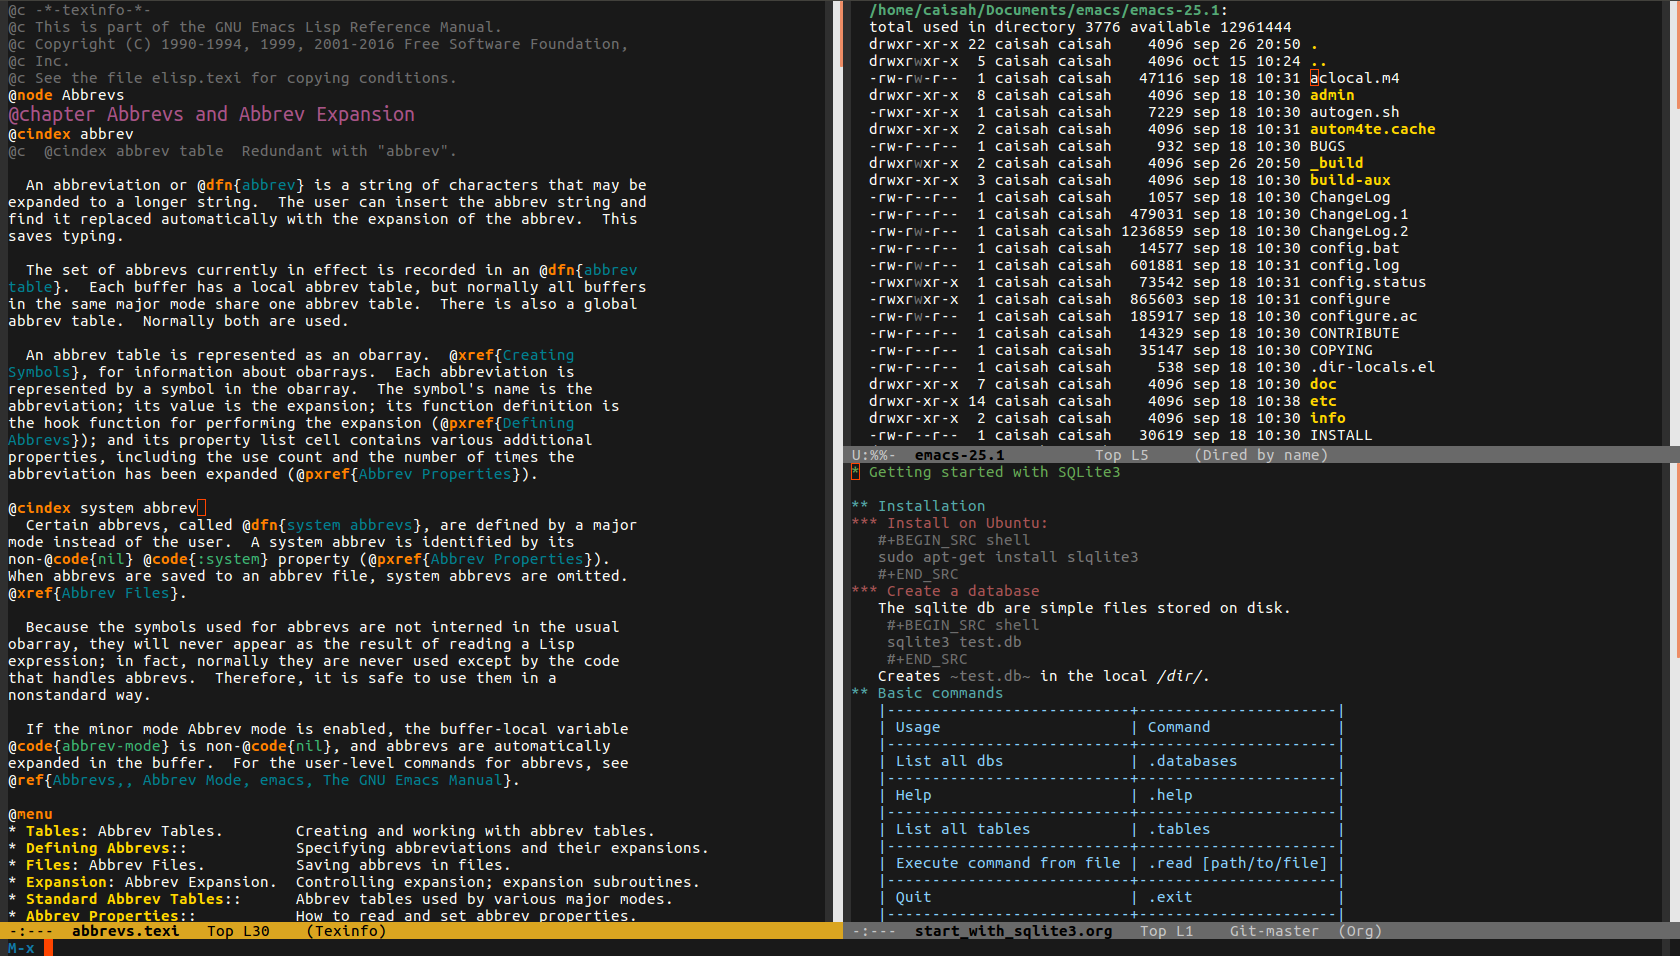 @c -*-texinfo-*-
@c This is part of the GNU Emacs Lisp Reference Manual.
@c Copyright (C) 1990-1994, 1999, 2001-2016 Free Software Foundation,
@c Inc.
@c See the file elisp.texi for copying conditions.
@node Abbrevs
@chapter Abbrevs and Abbrev Expansion
@cindex abbrev
@c  @cindex abbrev table  Redundant with "abbrev".

  An abbreviation or @dfn{abbrev} is a string of characters that may be
expanded to a longer string.  The user can insert the abbrev string and
find it replaced automatically with the expansion of the abbrev.  This
saves typing.

  The set of abbrevs currently in effect is recorded in an @dfn{abbrev
table}.  Each buffer has a local abbrev table, but normally all buffers
in the same major mode share one abbrev table.  There is also a global
abbrev table.  Normally both are used.

  An abbrev table is represented as an obarray.  @xref{Creating
Symbols}, for information about obarrays.  Each abbreviation is
represented by a symbol in the obarray.  The symbol's name is the
abbreviation; its value is the expansion; its function definition is
the hook function for performing the expansion (@pxref{Defining
Abbrevs}); and its property list cell contains various additional
properties, including the use count and the number of times the
abbreviation has been expanded (@pxref{Abbrev Properties}).

@cindex system abbrev
  Certain abbrevs, called @dfn{system abbrevs}, are defined by a major
mode instead of the user.  A system abbrev is identified by its
non-@code{nil} @code{:system} property (@pxref{Abbrev Properties}).
When abbrevs are saved to an abbrev file, system abbrevs are omitted.
@xref{Abbrev Files}.

  Because the symbols used for abbrevs are not interned in the usual
obarray, they will never appear as the result of reading a Lisp
expression; in fact, normally they are never used except by the code
that handles abbrevs.  Therefore, it is safe to use them in a
nonstandard way.

  If the minor mode Abbrev mode is enabled, the buffer-local variable
@code{abbrev-mode} is non-@code{nil}, and abbrevs are automatically
expanded in the buffer.  For the user-level commands for abbrevs, see
@ref{Abbrevs,, Abbrev Mode, emacs, The GNU Emacs Manual}.

@menu
* Tables: Abbrev Tables.        Creating and working with abbrev tables.
* Defining Abbrevs::            Specifying abbreviations and their expansions.
* Files: Abbrev Files.          Saving abbrevs in files.
* Expansion: Abbrev Expansion.  Controlling expansion; expansion subroutines.
* Standard Abbrev Tables::      Abbrev tables used by various major modes.
* Abbrev Properties::           How to read and set abbrev properties.
-:---  abbrevs.texi   Top L30    (Texinfo)
M-x
/home/caisah/Documents/emacs/emacs-25.1:
total used in directory 3776 available 12961444
drwxr-xr-x 22 caisah caisah    4096 sep 26 20:50 .
drwxrwxr-x  5 caisah caisah    4096 oct 15 10:24 ..
-rw-rw-r--  1 caisah caisah   47116 sep 18 10:31 aclocal.m4
drwxr-xr-x  8 caisah caisah    4096 sep 18 10:30 admin
-rwxr-xr-x  1 caisah caisah    7229 sep 18 10:30 autogen.sh
drwxrwxr-x  2 caisah caisah    4096 sep 18 10:31 autom4te.cache
-rw-r--r--  1 caisah caisah     932 sep 18 10:30 BUGS
drwxrwxr-x  2 caisah caisah    4096 sep 26 20:50 _build
drwxr-xr-x  3 caisah caisah    4096 sep 18 10:30 build-aux
-rw-r--r--  1 caisah caisah    1057 sep 18 10:30 ChangeLog
-rw-r--r--  1 caisah caisah  479031 sep 18 10:30 ChangeLog.1
-rw-rw-r--  1 caisah caisah 1236859 sep 18 10:30 ChangeLog.2
-rw-r--r--  1 caisah caisah   14577 sep 18 10:30 config.bat
-rw-rw-r--  1 caisah caisah  601881 sep 18 10:31 config.log
-rwxrwxr-x  1 caisah caisah   73542 sep 18 10:31 config.status
-rwxrwxr-x  1 caisah caisah  865603 sep 18 10:31 configure
-rw-rw-r--  1 caisah caisah  185917 sep 18 10:30 configure.ac
-rw-r--r--  1 caisah caisah   14329 sep 18 10:30 CONTRIBUTE
-rw-r--r--  1 caisah caisah   35147 sep 18 10:30 COPYING
-rw-r--r--  1 caisah caisah     538 sep 18 10:30 .dir-locals.el
drwxr-xr-x  7 caisah caisah    4096 sep 18 10:30 doc
drwxr-xr-x 14 caisah caisah    4096 sep 18 10:38 etc
drwxr-xr-x  2 caisah caisah    4096 sep 18 10:30 info
-rw-r--r--  1 caisah caisah   30619 sep 18 10:30 INSTALL
U:%%-  emacs-25.1          Top L5     (Dired by name)
* Getting started with SQLite3

** Installation
*** Install on Ubuntu:
   #+BEGIN_SRC shell
   sudo apt-get install slqlite3
   #+END_SRC
*** Create a database
   The sqlite db are simple files stored on disk.
    #+BEGIN_SRC shell
    sqlite3 test.db
    #+END_SRC
   Creates ~test.db~ in the local /dir/.
** Basic commands
   |---------------------------+----------------------|
   | Usage                     | Command              |
   |---------------------------+----------------------|
   | List all dbs              | .databases           |
   |---------------------------+----------------------|
   | Help                      | .help                |
   |---------------------------+----------------------|
   | List all tables           | .tables              |
   |---------------------------+----------------------|
   | Execute command from file | .read [path/to/file] |
   |---------------------------+----------------------|
   | Quit                      | .exit                |
   |---------------------------+----------------------|
-:---  start_with_sqlite3.org   Top L1    Git-master  (Org)